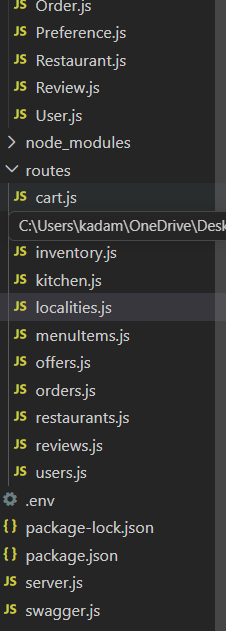 JS Order.js
JS Preference.js
JS Restaurant.js
JS Review.js
JS User.js
node_modules
routes
JS cart.js
C:\Users\kadam\OneDrive\Desk
JS inventory.js
JS kitchen.js
JS localities.js
JS menuItems.js
JS offers.js
JS orders.js
JS restaurants.js
JS reviews.js
JS users.js
.env
{} package-lock.json
{} package.json
JS server.js
JS swagger.js